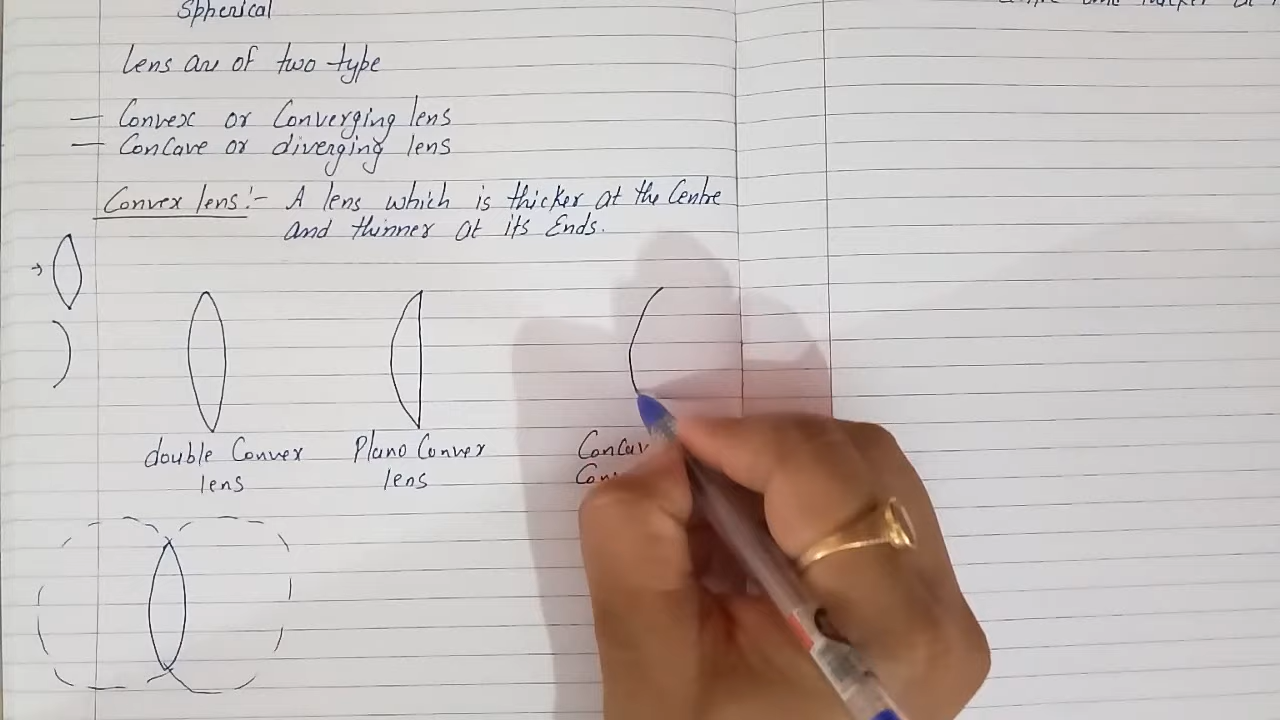 Spherical
lens are of two type
— Convex or Converging lens
— Concave or diverging lens
Convex lens:- A lens which is thicker at the Centre
and thinner at its Ends.
double Convex
lens
Plano Convex
lens